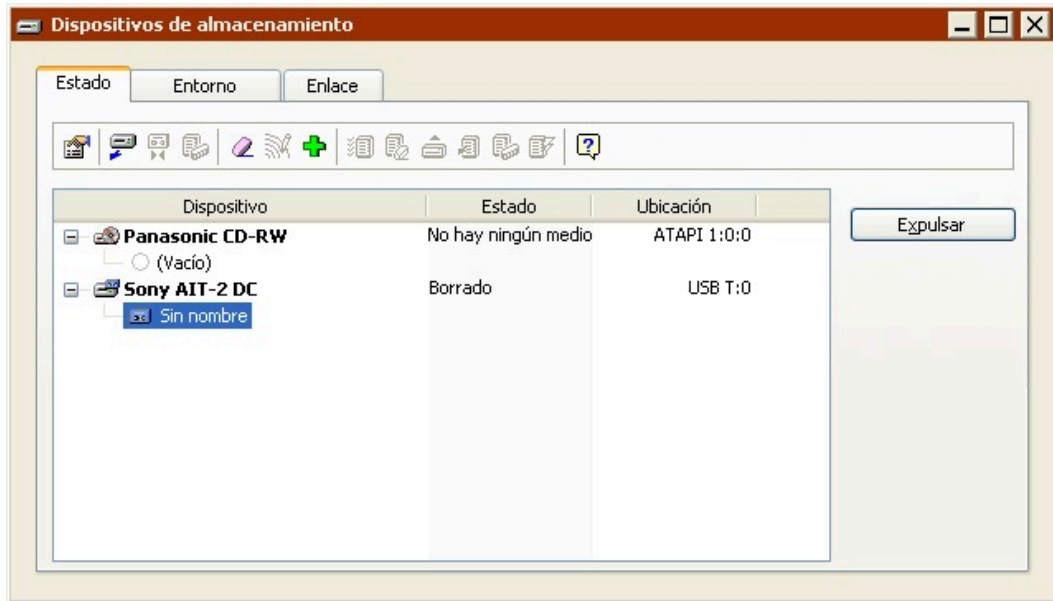 Dispositivos de almacenamiento
Estado Entorno Enlace
Dispositivo Estado Ubicación
Expulsar
Panasonic CD-RW No hay ningún medio ATAPI 1:0:0
(Vacío)
Sony AIT-2 DC Borrado USB T:0
Sin nombre